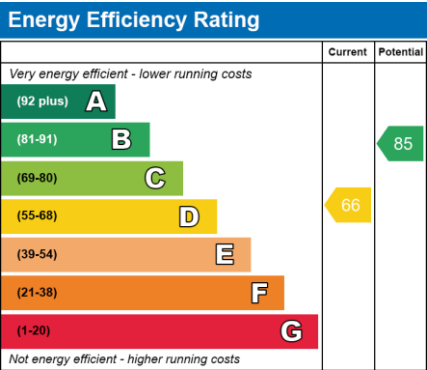 Energy Efficiency Rating
Current Potential
Very energy efficient - lower running costs
(92 plus) A
(81-91) B
85
(69-80) C
(55-68) D
66
(39-54) E
(21-38) F
(1-20) G
Not energy efficient - higher running costs